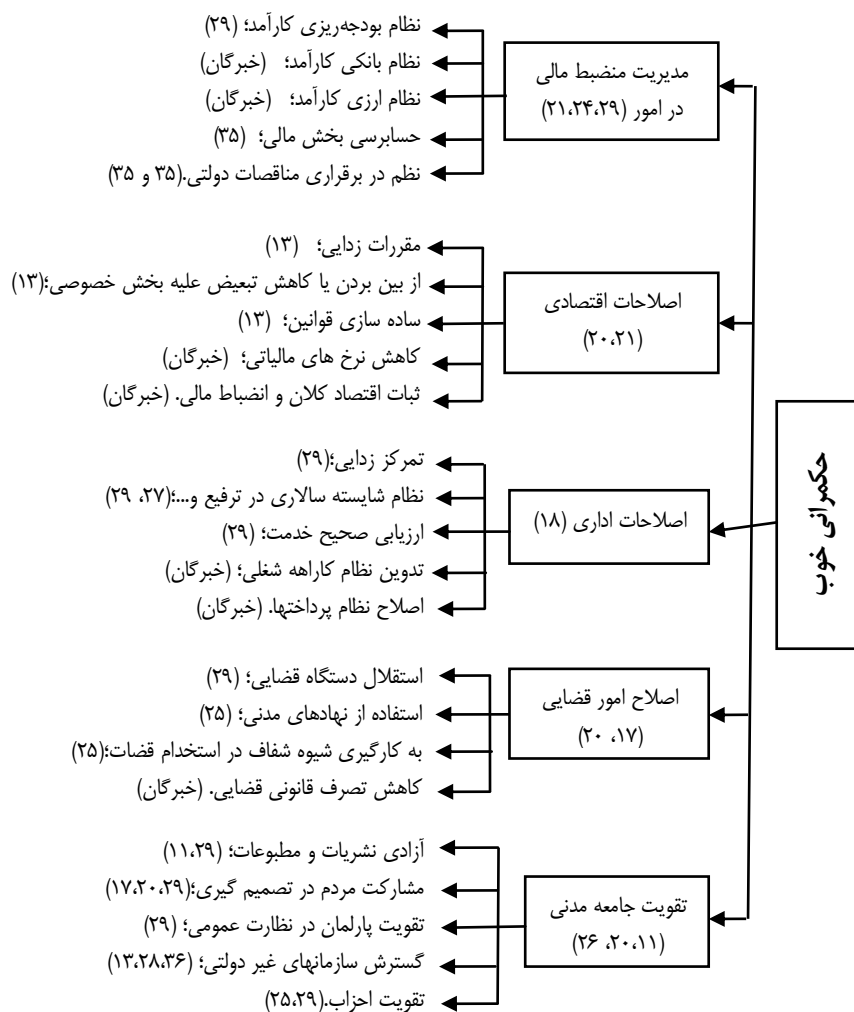 حکمرانی خوب
مدیریت منضبط مالی
در امور (۲۱،۲۴،۲۹)
نظام بودجه‌ریزی کارآمد؛ (۲۹)
نظام بانکی کارآمد؛ (خبرگان)
نظام ارزی کارآمد؛ (خبرگان)
حسابرسی بخش مالی؛ (۳۵)
نظم در برقراری مناقصات دولتی.(۳۵ و ۳۵)
اصلاحات اقتصادی
(۲۰،۲۱)
مقررات زدایی؛ (۱۳)
از بین بردن یا کاهش تبعیض علیه بخش خصوصی؛(۱۳)
ساده سازی قوانین؛ (۱۳)
کاهش نرخ های مالیاتی؛ (خبرگان)
ثبات اقتصاد کلان و انضباط مالی. (خبرگان)
اصلاحات اداری (۱۸)
تمرکز زدایی؛(۲۹)
نظام شایسته سالاری در ترفیع و...؛(۲۷، ۲۹)
ارزیابی صحیح خدمت؛ (۲۹)
تدوین نظام کاراهه شغلی؛ (خبرگان)
اصلاح نظام پرداختها. (خبرگان)
اصلاح امور قضایی
(۱۷، ۲۰)
استقلال دستگاه قضایی؛ (۲۹)
استفاده از نهادهای مدنی؛ (۲۵)
به کارگیری شیوه شفاف در استخدام قضات؛(۲۵)
کاهش تصرف قانونی قضایی. (خبرگان)
تقویت جامعه مدنی
(۱۱،۲۰، ۲۶)
آزادی نشریات و مطبوعات؛ (۱۱،۲۹)
مشارکت مردم در تصمیم گیری؛(۱۷،۲۰،۲۹)
تقویت پارلمان در نظارت عمومی؛ (۲۹)
گسترش سازمانهای غیر دولتی؛ (۱۳،۲۸،۳۶)
تقویت احزاب.(۲۵،۲۹)